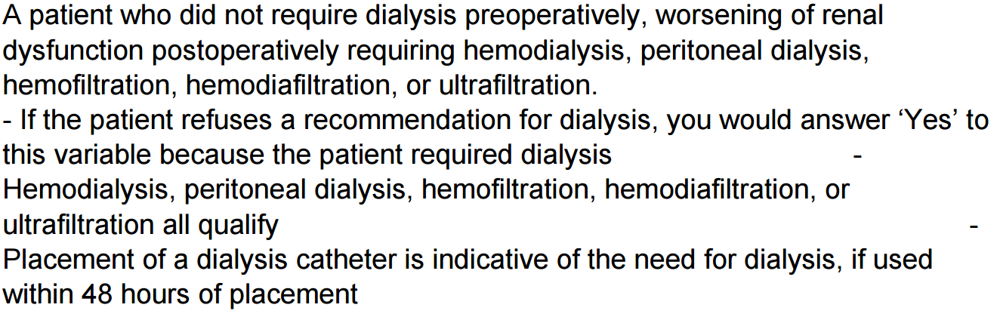 A patient who did not require dialysis preoperatively, worsening of renal
dysfunction postoperatively requiring hemodialysis, peritoneal dialysis,
hemofiltration, hemodiafiltration, or ultrafiltration.
- If the patient refuses a recommendation for dialysis, you would answer ‘Yes’ to
this variable because the patient required dialysis -
Hemodialysis, peritoneal dialysis, hemofiltration, hemodiafiltration, or
ultrafiltration all qualify -
Placement of a dialysis catheter is indicative of the need for dialysis, if used
within 48 hours of placement